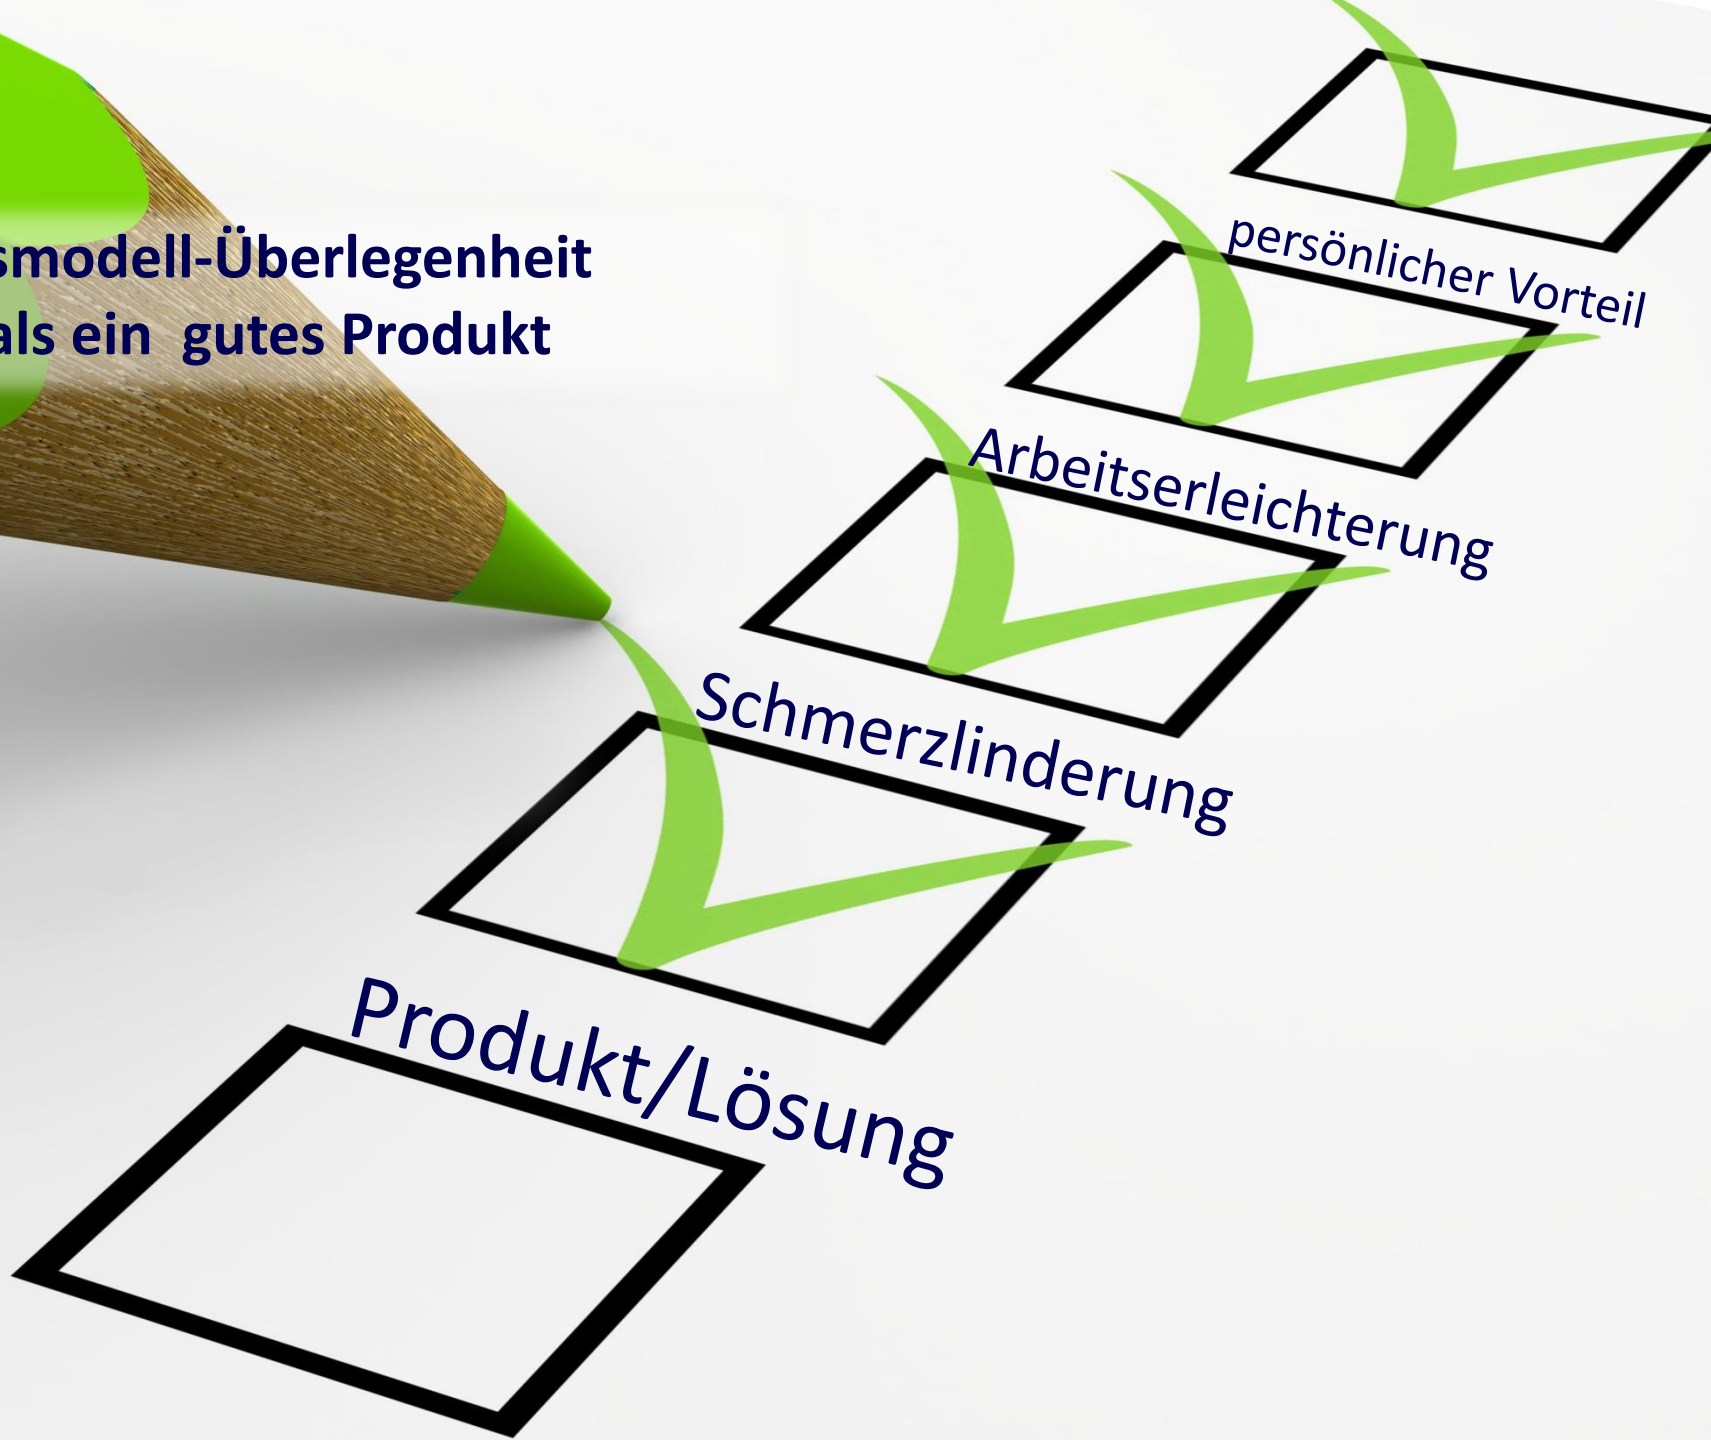 smodell-Überlegenheit
als ein gutes Produkt
persönlicher Vorteil
Arbeitserleichterung
Schmerzlinderung
Produkt/Lösung